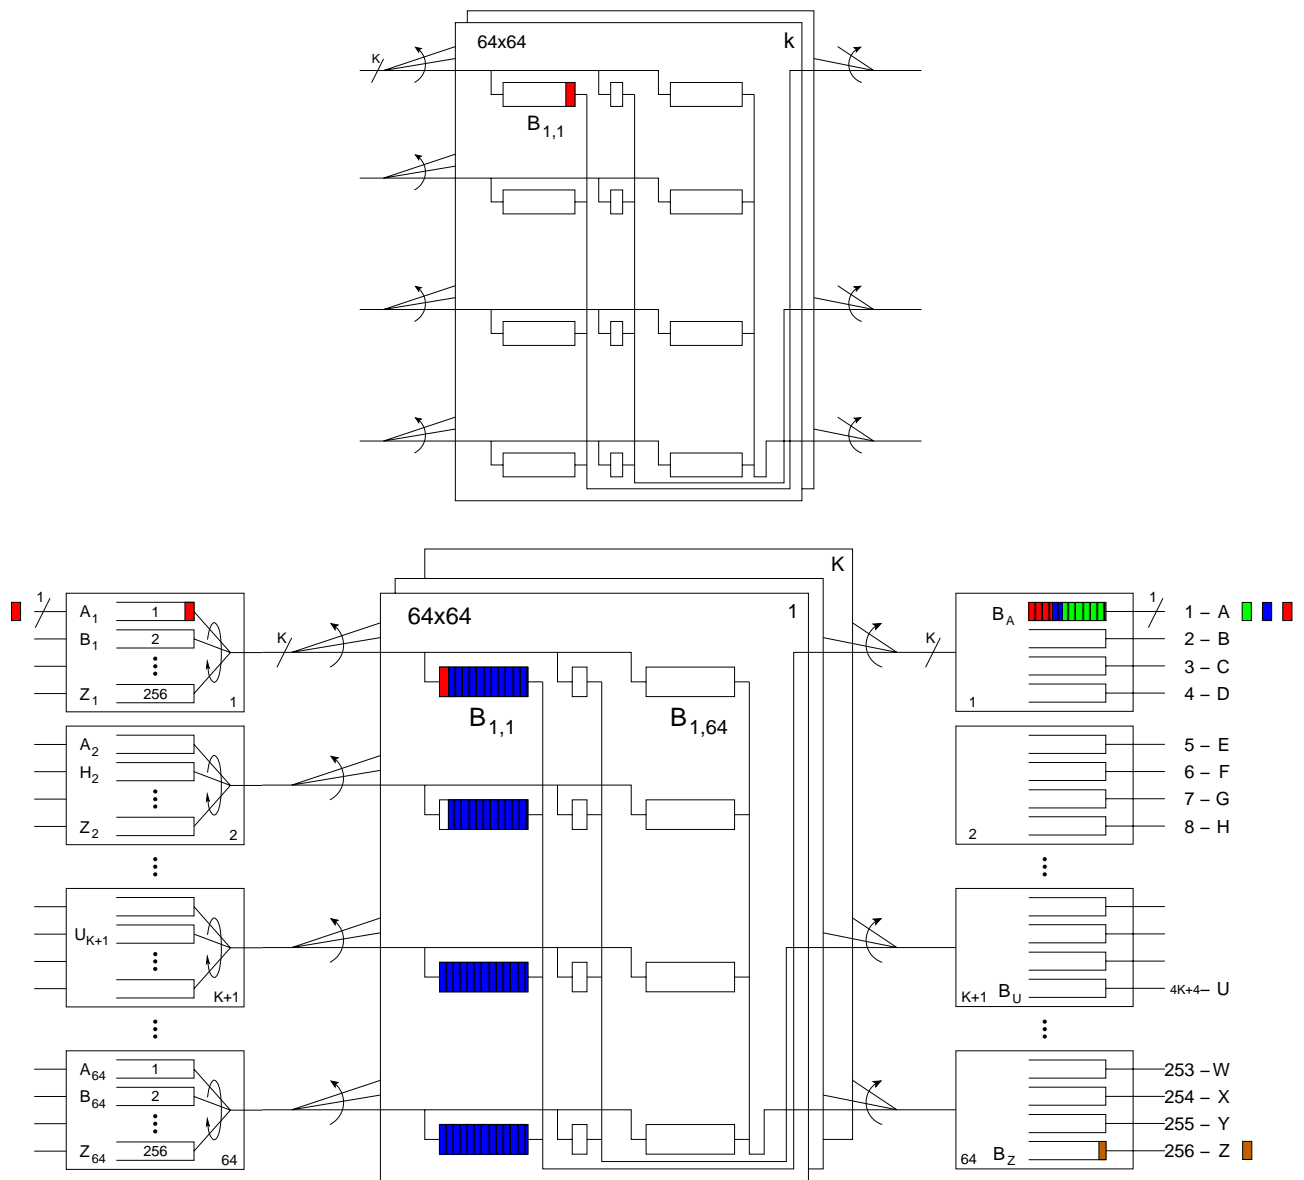 64x64 k
K
B1,1
K
64x64 1
1 A1 1
B1 2
Z1 256
1
K
B1,1 B1,64
A2
H2
Z2
2
UK+1
K+1
A64 1
B64 2
Z64 256
64
K
BA 1 1 – A
2 – B
3 – C
4 – D
1
5 – E
6 – F
7 – G
8 – H
2
K+1 BU 4K+4– U
253 – W
254 – X
255 – Y
64 BZ 256 – Z